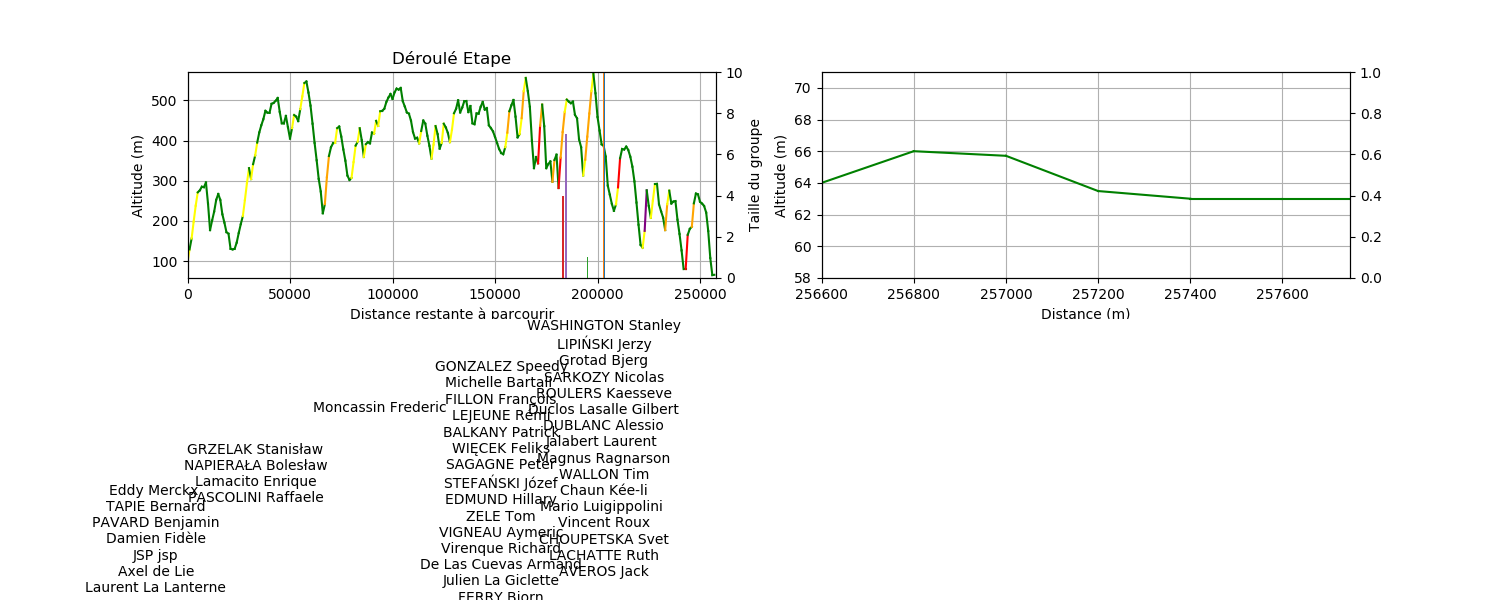 Déroulé Etape
500
400
300
200
100
Altitude (m)
0
50000
100000
150000
200000
250000
Distance restante à parcourir
10
8
6
4
2
0
Taille du groupe
70
68
66
64
62
60
58
Altitude (m)
256600
256800
257000
257200
257400
257600
Distance (m)
1.0
0.8
0.6
0.4
0.2
0.0
Eddy Merckx
TAPIE Bernard
PAVARD Benjamin
Damien Fidèle
JSP jsp
Axel de Lie
Laurent La Lanterne
GRZELAK Stanisław
NAPIERAŁA Bolesław
Lamacito Enrique
PASCOLINI Raffaele
Moncassin Frederic
GONZALEZ Speedy
Michelle Bartali
FILLON François
LEJEUNE Rémi
BALKANY Patrick
WIĘCEK Feliks
SAGAGNE Peter
STEFAŃSKI Józef
EDMUND Hillary
ZELE Tom
VIGNEAU Aymeric
Virenque Richard
De Las Cuevas Armand
Julien La Giclette
FERRY Bjorn
WASHINGTON Stanley
LIPIŃSKI Jerzy
Grotad Bjerg
SARKOZY Nicolas
ROULERS Kaesseve
Duclos Lasalle Gilbert
DUBLANC Alessio
Jalabert Laurent
Magnus Ragnarson
WALLON Tim
Chaun Kée-li
Mario Luigippolini
Vincent Roux
CHOUPETSKA Svet
LACHATTE Ruth
AVEROS Jack